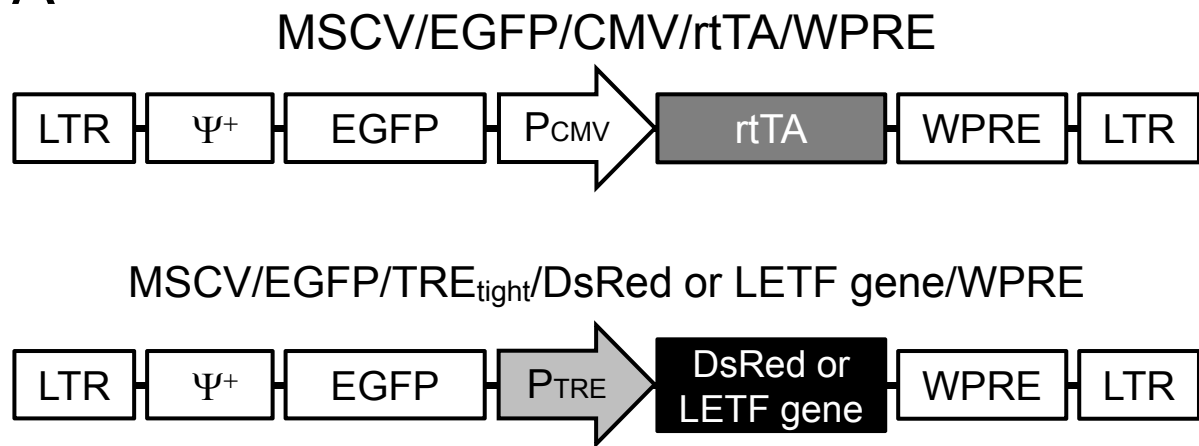 MSCV/EGFP/CMV/rtTA/WPRE
LTR Ψ+ EGFP PCMV rtTA WPRE LTR
MSCV/EGFP/TREtight/DsRed or LETF gene/WPRE
LTR Ψ+ EGFP PTRE DsRed or LETF gene WPRE LTR